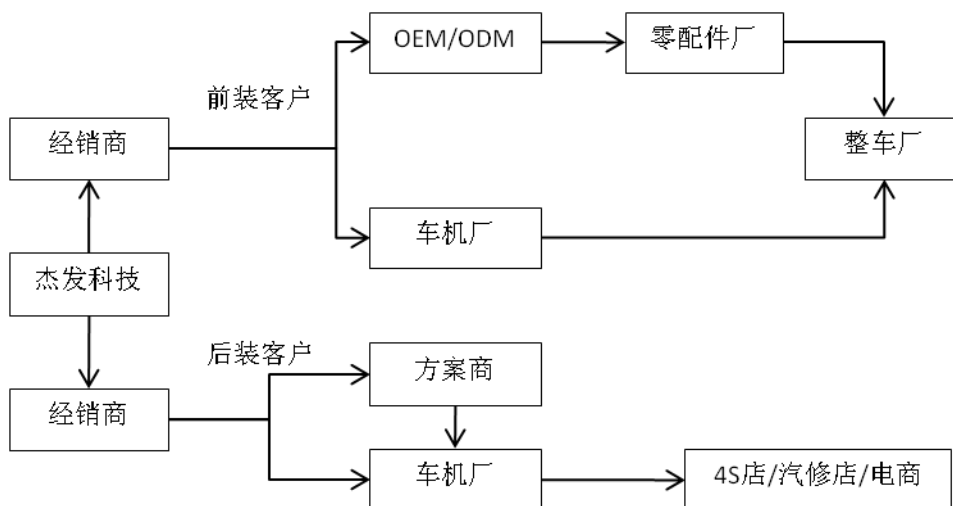 OEM/ODM
零配件厂
前装客户
经销商
整车厂
车机厂
杰发科技
后装客户
方案商
经销商
车机厂
4S店/汽修店/电商